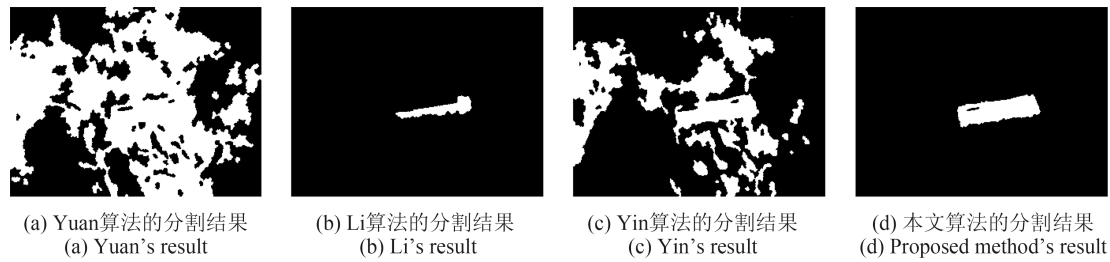 (a) Yuan算法的分割结果
(a) Yuan's result
(b) Li算法的分割结果
(b) Li's result
(c) Yin算法的分割结果
(c) Yin's result
(d) 本文算法的分割结果
(d) Proposed method's result